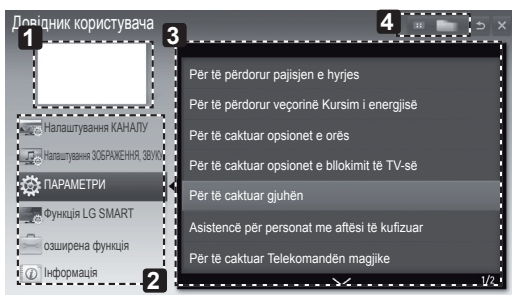 Довідник користувача
1
3
4
Për të përdorur pajisjen e hyrjes
Për të përdorur veçorinë Kursim i energjisë
Për të caktuar opsionet e orës
Për të caktuar opsionet e bllokimit të TV-së
Për të caktuar gjuhën
Asistencë për personat me aftësi të kufizuar
Për të caktuar Telekomandën magjike
1/2
Налаштування КАНАЛУ
Налаштування ЗОБРАЖЕННЯ, ЗВУКУ
ПАРАМЕТРИ
Функція LG SMART
озширена функція
Інформація
2